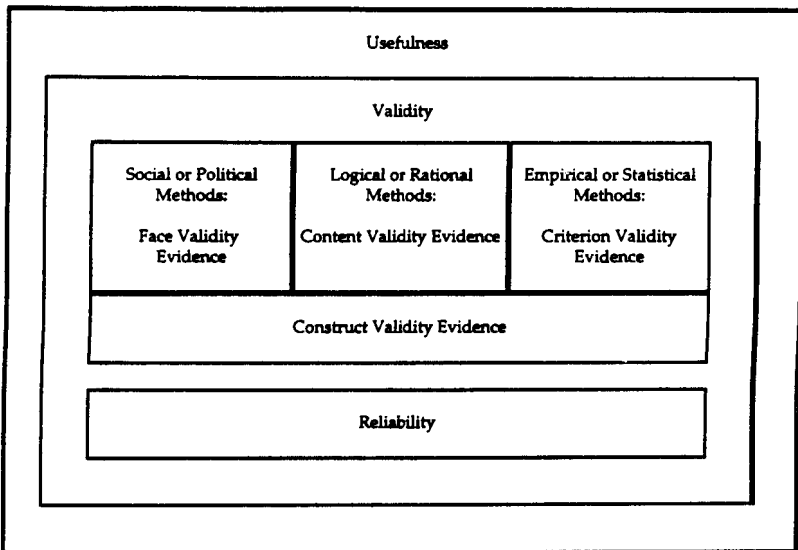 Usefulness
Validity
Social or Political
Methods:
Face Validity
Evidence
Logical or Rational
Methods:
Content Validity Evidence
Empirical or Statistical
Methods:
Criterion Validity
Evidence
Construct Validity Evidence
Reliability